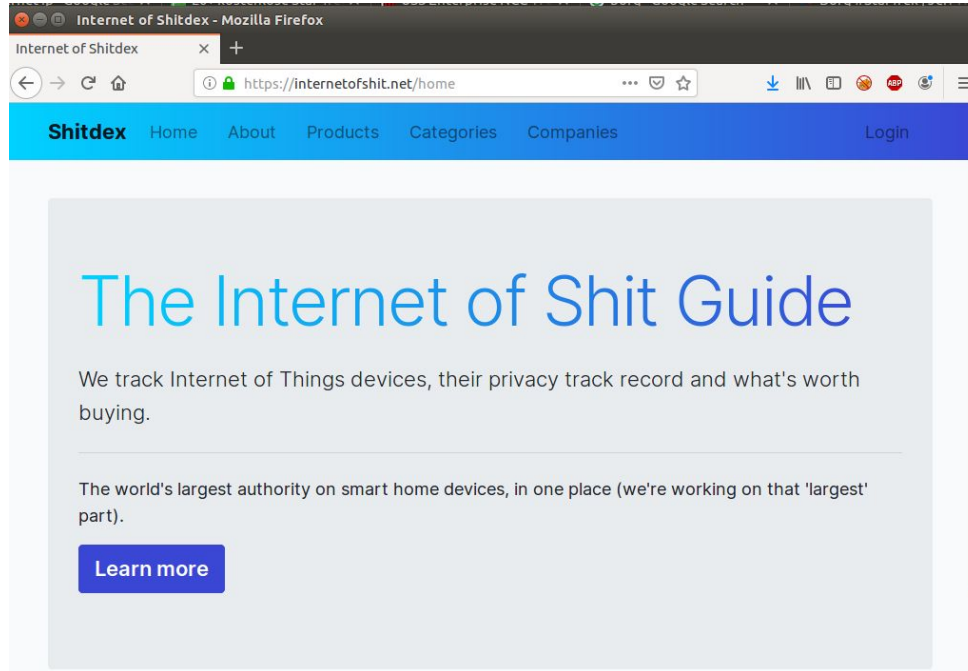 Internet of Shitdex - Mozilla Firefox
Internet of Shitdex
https://internetofshit.net/home
ABP
Shitdex Home About Products Categories Companies Login
The Internet of Shit Guide
We track Internet of Things devices, their privacy track record and what's worth
buying.
The world's largest authority on smart home devices, in one place (we're working on that 'largest'
part).
Learn more